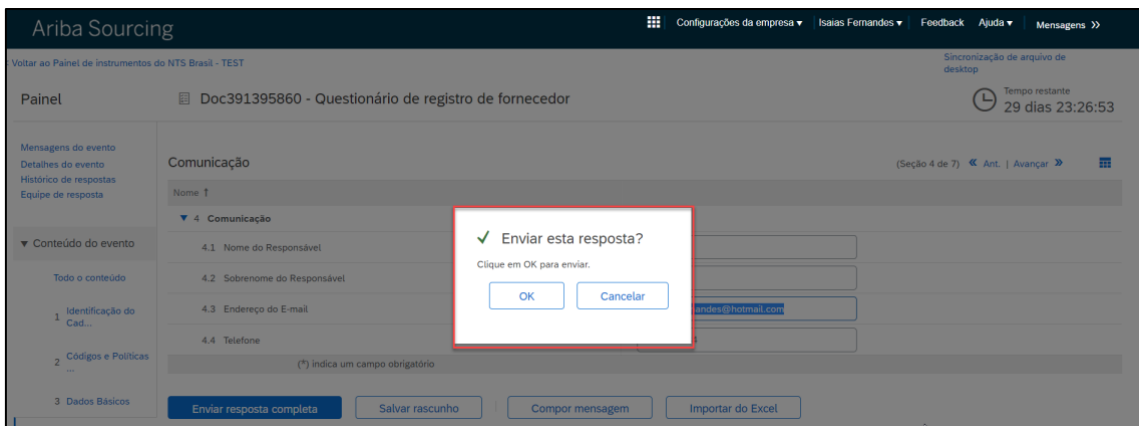 Ariba Sourcing
Configurações da empresa ▾ Isaias Fernandes ▾ Feedback Ajuda ▾ Mensagens >>
Voltar ao Painel de instrumentos do NTS Brasil - TEST
Sincronização de arquivo de
desktop
Painel
Doc391395860 - Questionário de registro de fornecedor
Tempo restante
29 dias 23:26:53
Mensagens do evento
Detalhes do evento
Histórico de respostas
Equipe de resposta
▼ Conteúdo do evento
Todo o conteúdo
1 Identificação do
Cad...
2 Códigos e Políticas
...
3 Dados Básicos
Comunicação
(Seção 4 de 7) « Ant. | Avançar »
Nome ↑
▼ 4 Comunicação
4.1 Nome do Responsável
4.2 Sobrenome do Responsável
4.3 Endereço do E-mail
andes@hotmail.com
4.4 Telefone
(*) indica um campo obrigatório
Enviar esta resposta?
Clique em OK para enviar.
OK Cancelar
Enviar resposta completa Salvar rascunho Compor mensagem Importar do Excel